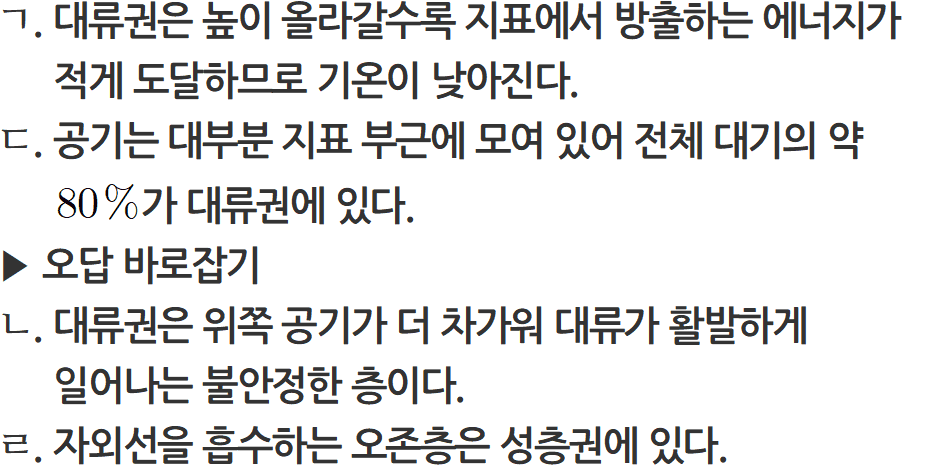 ㄱ. 대류권은 높이 올라갈수록 지표에서 방출하는 에너지가
적게 도달하므로 기온이 낮아진다.
ㄷ. 공기는 대부분 지표 부근에 모여 있어 전체 대기의 약
80%가 대류권에 있다.
▶ 오답 바로잡기
ㄴ. 대류권은 위쪽 공기가 더 차가워 대류가 활발하게
일어나는 불안정한 층이다.
ㄹ. 자외선을 흡수하는 오존층은 성층권에 있다.